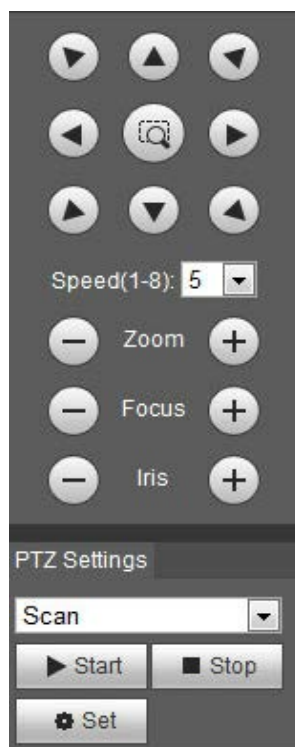 Speed(1-8): 5
Zoom
Focus
Iris
PTZ Settings
Scan
Start Stop
Set